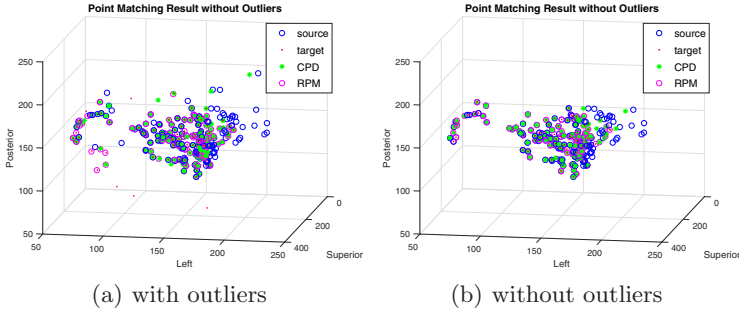 Point Matching Result without Outliers
source
target
CPD
RPM
250
200
150
100
50
Posterior
50
100
150
200
250
Left
0
200
400
Superior
(a) with outliers
Point Matching Result without Outliers
source
target
CPD
RPM
250
200
150
100
50
Posterior
50
100
150
200
250
Left
0
200
400
Superior
(b) without outliers